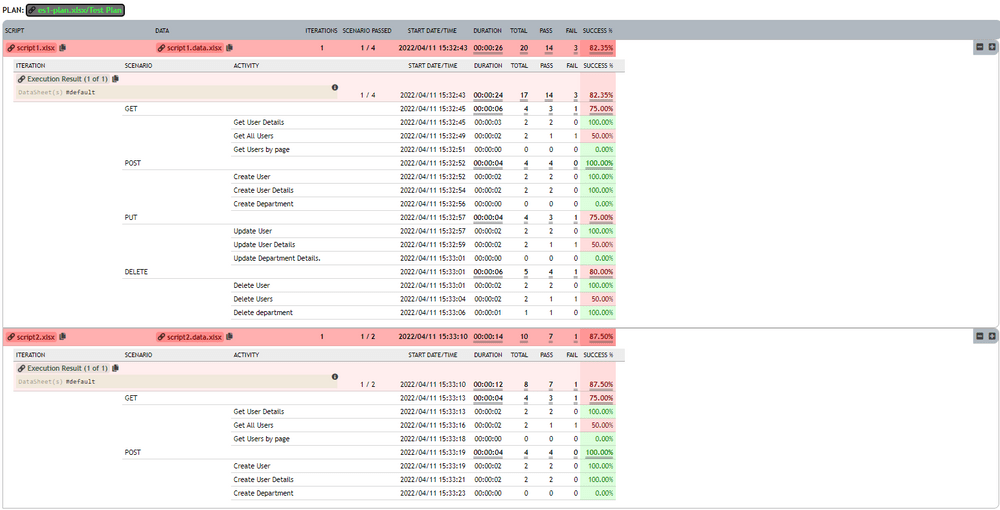 PLAN: es1-plan.xlsx/Test Plan
SCRIPT DATA ITERATIONS SCENARIO PASSED START DATE/TIME DURATION TOTAL PASS FAIL SUCCESS %
script1.xlsx script1.data.xlsx 1 1 / 4 2022/04/11 15:32:43 00:00:26 20 14 3 82.35%
ITERATION SCENARIO ACTIVITY START DATE/TIME DURATION TOTAL PASS FAIL SUCCESS %
Execution Result (1 of 1)
DataSet(s) #default 1 / 4 2022/04/11 15:32:43 00:00:24 17 14 3 82.35%
GET 2022/04/11 15:32:45 00:00:06 4 3 1 75.00%
Get User Details 2022/04/11 15:32:45 00:00:03 2 2 0 100.00%
Get All Users 2022/04/11 15:32:49 00:00:02 2 1 1 50.00%
Get Users by page 2022/04/11 15:32:51 00:00:00 0 0 0 0.00%
POST 2022/04/11 15:32:52 00:00:04 4 4 0 100.00%
Create User 2022/04/11 15:32:52 00:00:02 2 2 0 100.00%
Create User Details 2022/04/11 15:32:54 00:00:02 2 2 0 100.00%
Create Department 2022/04/11 15:32:56 00:00:00 0 0 0 0.00%
PUT 2022/04/11 15:32:57 00:00:04 4 3 1 75.00%
Update User 2022/04/11 15:32:57 00:00:02 2 2 0 100.00%
Update User Details 2022/04/11 15:32:59 00:00:02 2 1 1 50.00%
Update Department Details. 2022/04/11 15:33:01 00:00:00 0 0 0 0.00%
DELETE 2022/04/11 15:33:01 00:00:06 5 4 1 80.00%
Delete User 2022/04/11 15:33:01 00:00:02 2 2 0 100.00%
Delete Users 2022/04/11 15:33:04 00:00:02 2 1 1 50.00%
Delete department 2022/04/11 15:33:06 00:00:01 1 1 0 100.00%
script2.xlsx script2.data.xlsx 1 1 / 2 2022/04/11 15:33:10 00:00:14 10 7 1 87.50%
ITERATION SCENARIO ACTIVITY START DATE/TIME DURATION TOTAL PASS FAIL SUCCESS %
Execution Result (1 of 1)
DataSet(s) #default 1 / 2 2022/04/11 15:33:10 00:00:12 8 7 1 87.50%
GET 2022/04/11 15:33:13 00:00:04 4 3 1 75.00%
Get User Details 2022/04/11 15:33:13 00:00:02 2 2 0 100.00%
Get All Users 2022/04/11 15:33:16 00:00:02 2 1 1 50.00%
Get Users by page 2022/04/11 15:33:18 00:00:00 0 0 0 0.00%
POST 2022/04/11 15:33:19 00:00:04 4 4 0 100.00%
Create User 2022/04/11 15:33:19 00:00:02 2 2 0 100.00%
Create User Details 2022/04/11 15:33:21 00:00:02 2 2 0 100.00%
Create Department 2022/04/11 15:33:23 00:00:00 0 0 0 0.00%